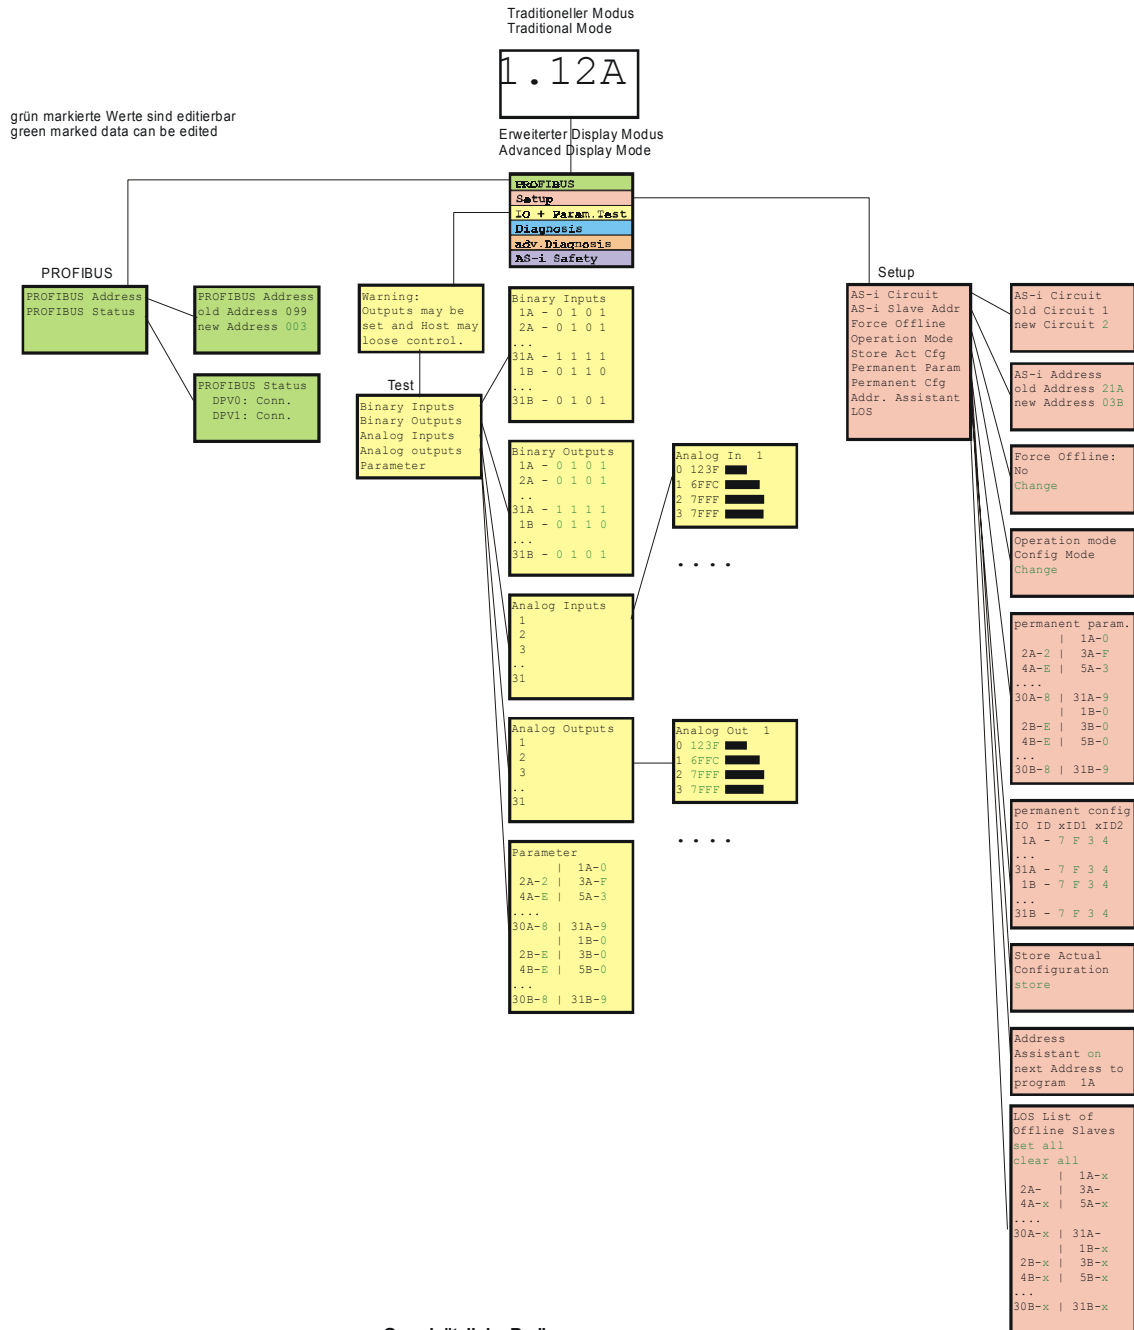 Traditioneller Modus
Traditional Mode
1.12A
grün markierte Werte sind editierbar
green marked data can be edited
Erweiterter Display Modus
Advanced Display Mode
PROFIBUS
Setup
IO + Param.Test
Diagnosis
adv.Diagnosis
AS-i Safety
PROFIBUS
PROFIBUS Address
PROFIBUS Status
PROFIBUS Address
old Address 099
new Address 003
PROFIBUS Status
DPV0: Conn.
DPV1: Conn.
Warning:
Outputs may be
set and Host may
loose control.
Test
Binary Inputs
Binary Outputs
Analog Inputs
Analog outputs
Parameter
Binary Inputs
1A - 0 1 0 1
2A - 0 1 0 1
...
31A - 1 1 1 1
1B - 0 1 1 0
...
31B - 0 1 0 1
Binary Outputs
1A - 0 1 0 1
2A - 0 1 0 1
..
31A - 1 1 1 1
1B - 0 1 1 0
...
31B - 0 1 0 1
Analog Inputs
1
2
3
..
31
Analog Outputs
1
2
3
..
31
Parameter
| 1A-0
2A-2 | 3A-F
4A-E | 5A-3
....
30A-8 | 31A-9
| 1B-0
2B-E | 3B-0
4B-E | 5B-0
...
30B-8 | 31B-9
Analog In 1
0 123F
1 6FFC
2 7FFF
3 7FFF
....
Analog Out 1
0 123F
1 6FFC
2 7FFF
3 7FFF
....
Setup
AS-i Circuit
AS-i Slave Addr
Force Offline
Operation Mode
Store Act Cfg
Permanent Param
Permanent Cfg
Addr. Assistant
LOS
AS-i Circuit
old Circuit 1
new Circuit 2
AS-i Address
old Address 21A
new Address 03B
Force Offline:
No
Change
Operation mode
Config Mode
Change
permanent param.
| 1A-0
2A-2 | 3A-F
4A-E | 5A-3
....
30A-8 | 31A-9
| 1B-0
2B-E | 3B-0
4B-E | 5B-0
...
30B-8 | 31B-9
permanent config
IO ID xID1 xID2
1A - 7 F 3 4
...
31A - 7 F 3 4
1B - 7 F 3 4
...
31B - 7 F 3 4
Store Actual
Configuration
store
Address
Assistant on
next Address to
program 1A
LOS List of
Offline Slaves
set all
clear all
| 1A-x
2A- | 3A-
4A-x | 5A-x
....
30A-x | 31A-
| 1B-x
2B-x | 3B-x
4B-x | 5B-x
...
30B-x | 31B-x